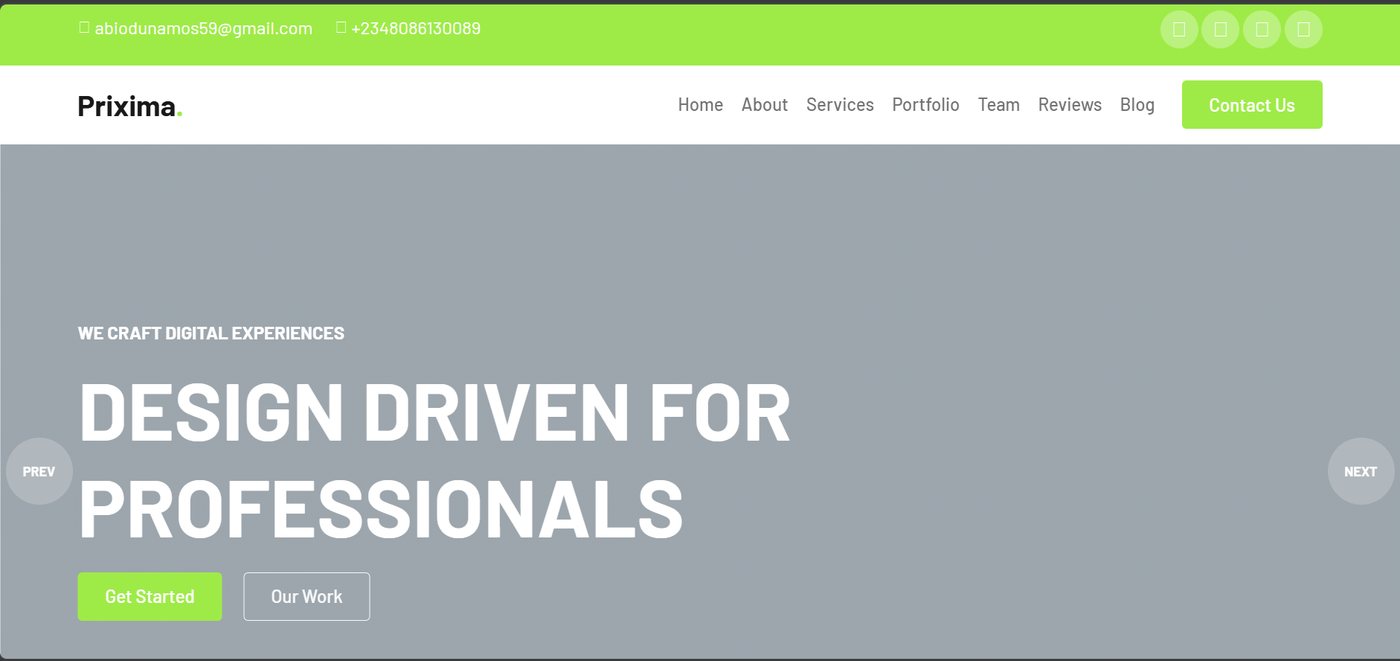 abiodunamos59@gmail.com +2348086130089
Prixima.
Home About Services Portfolio Team Reviews Blog Contact Us
WE CRAFT DIGITAL EXPERIENCES
DESIGN DRIVEN FOR
PROFESSIONALS
PREV
NEXT
Get Started Our Work